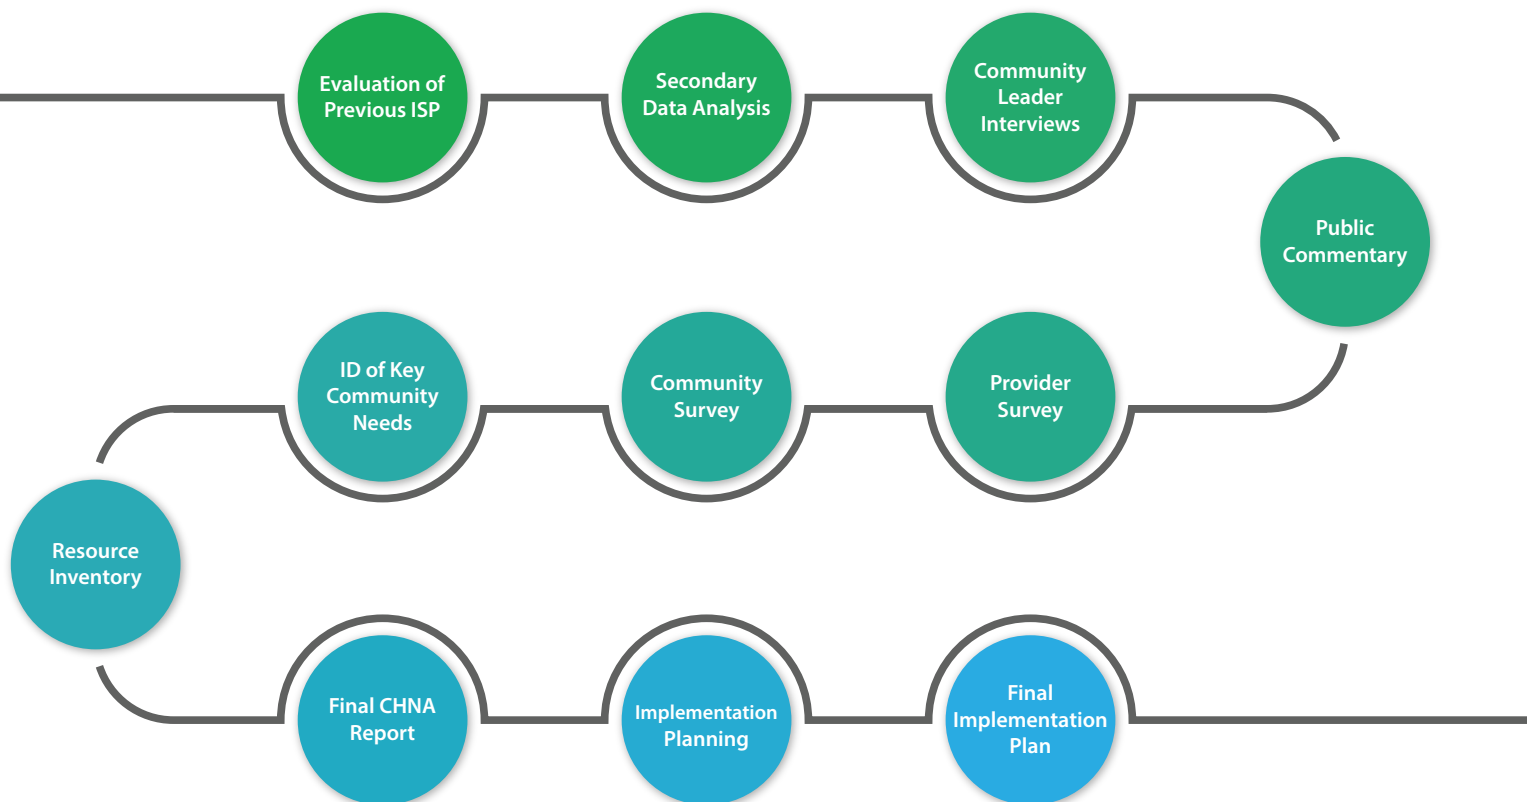 Evaluation of
Previous ISP
Secondary
Data Analysis
Community
Leader
Interviews
Public
Commentary
Provider
Survey
Community
Survey
ID of Key
Community
Needs
Resource
Inventory
Final CHNA
Report
Implementation
Planning
Final
Implementation
Plan